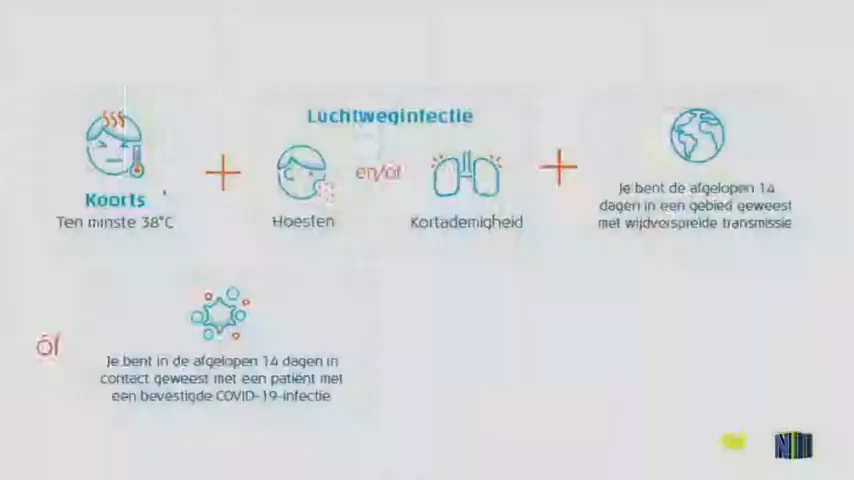 Luchtweginfectie
en/óf
Koorts
Ten minste 38°C
Hoesten
Kortademigheid
Je bent de afgelopen 14
dagen in een gebied geweest
met wijdverspreide transmissie
óf
Je bent in de afgelopen 14 dagen in
contact geweest met een patiënt met
een bevestigde COVID-19-infectie